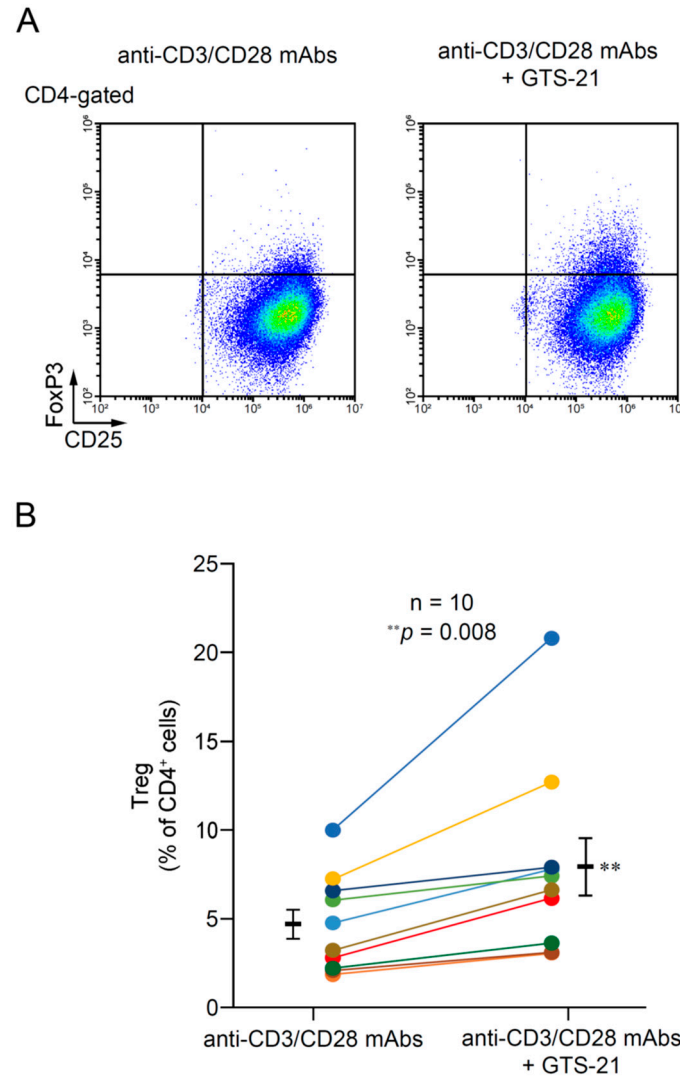 A
anti-CD3/CD28 mAbs
anti-CD3/CD28 mAbs
+ GTS-21
CD4-gated
10⁶
10⁵
10⁴
10³
10²
10² 10³ 10⁴ 10⁵ 10⁶ 10⁷
FoxP3
CD25
10⁶
10⁵
10⁴
10³
10²
10² 10³ 10⁴ 10⁵ 10⁶ 10⁷
B
25
20
15
10
5
0
Treg
(% of CD4⁺ cells)
n = 10
**p = 0.008
**
anti-CD3/CD28 mAbs
anti-CD3/CD28 mAbs
+ GTS-21